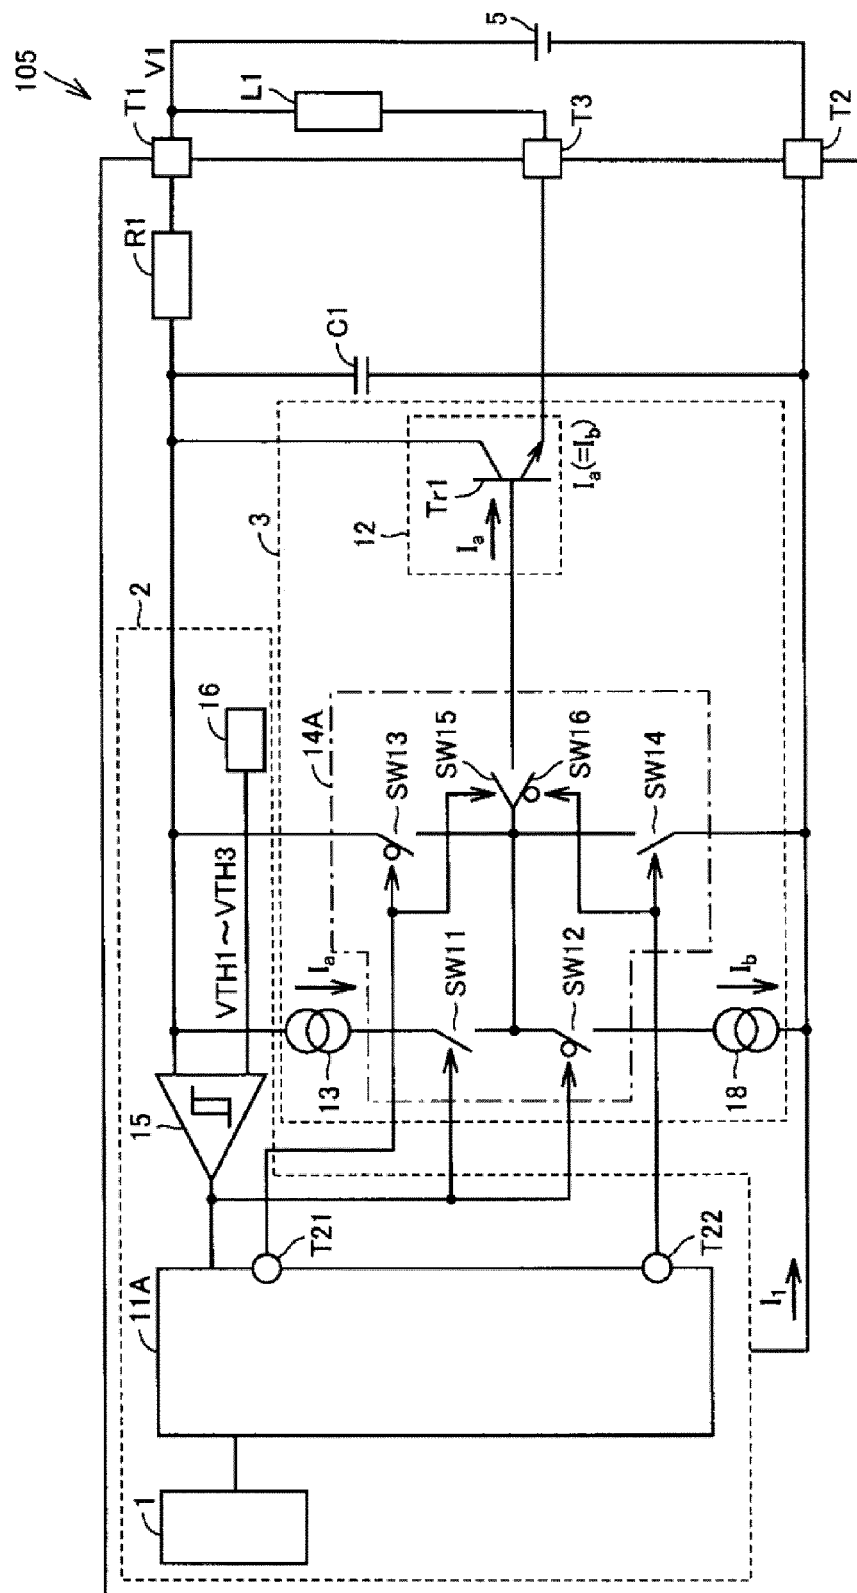 105
V1
5
T1
L1
T3
T2
R1
C1
3
12
Tr1
Ia
Ia(=Ib)
2
16
14A
SW13
SW15
SW16
SW14
VTH1～VTH3
Ia
SW11
SW12
Ib
15
13
18
T21
T22
11A
I1
1